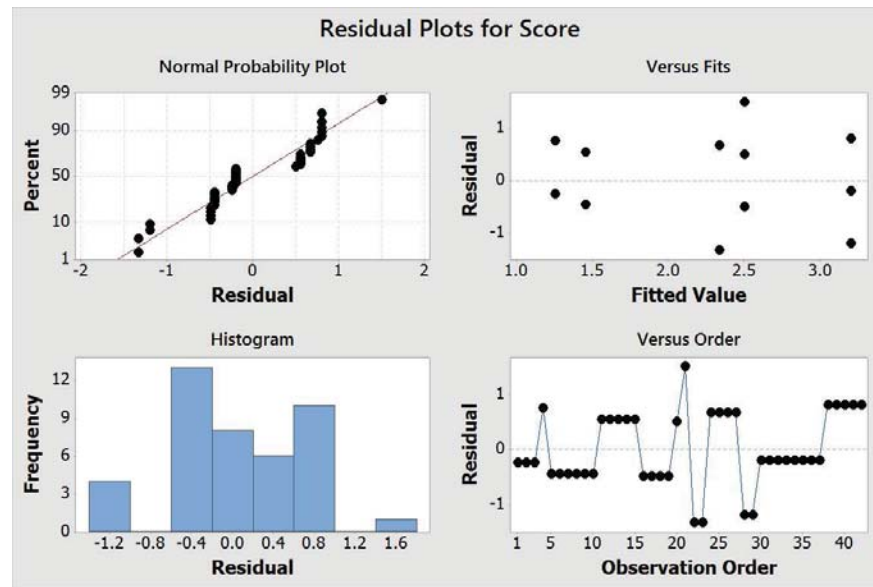 Residual Plots for Score
Normal Probability Plot
99
90
50
10
1
Percent
-2 -1 0 1 2
Residual
Versus Fits
1
0
-1
Residual
1.0 1.5 2.0 2.5 3.0
Fitted Value
Histogram
12
9
6
3
0
Frequency
-1.2 -0.8 -0.4 0.0 0.4 0.8 1.2 1.6
Residual
Versus Order
1
0
-1
Residual
1 5 10 15 20 25 30 35 40
Observation Order